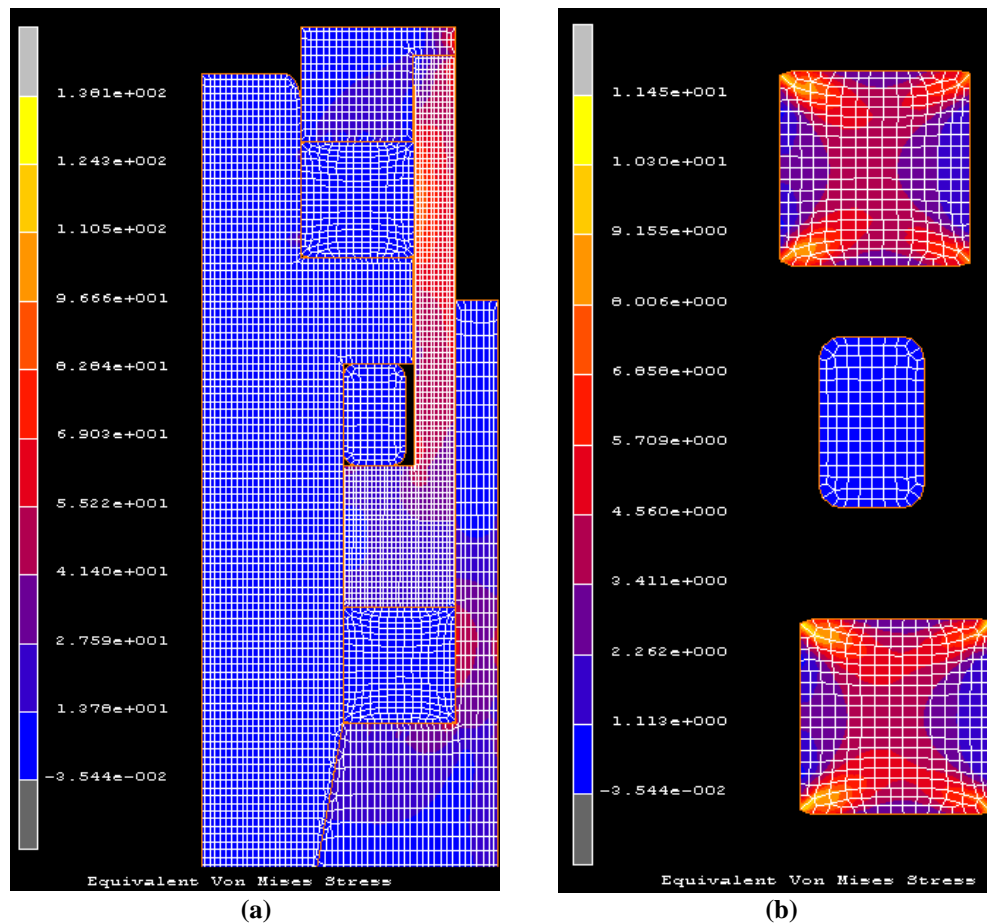 1.381e+002
1.243e+002
1.105e+002
9.666e+001
8.284e+001
6.903e+001
5.522e+001
4.140e+001
2.759e+001
1.378e+001
-3.544e-002
Equivalent Von Mises Stress
(a)
1.145e+001
1.030e+001
9.155e+000
8.006e+000
6.858e+000
5.709e+000
4.560e+000
3.411e+000
2.262e+000
1.113e+000
-3.544e-002
Equivalent Von Mises Stress
(b)